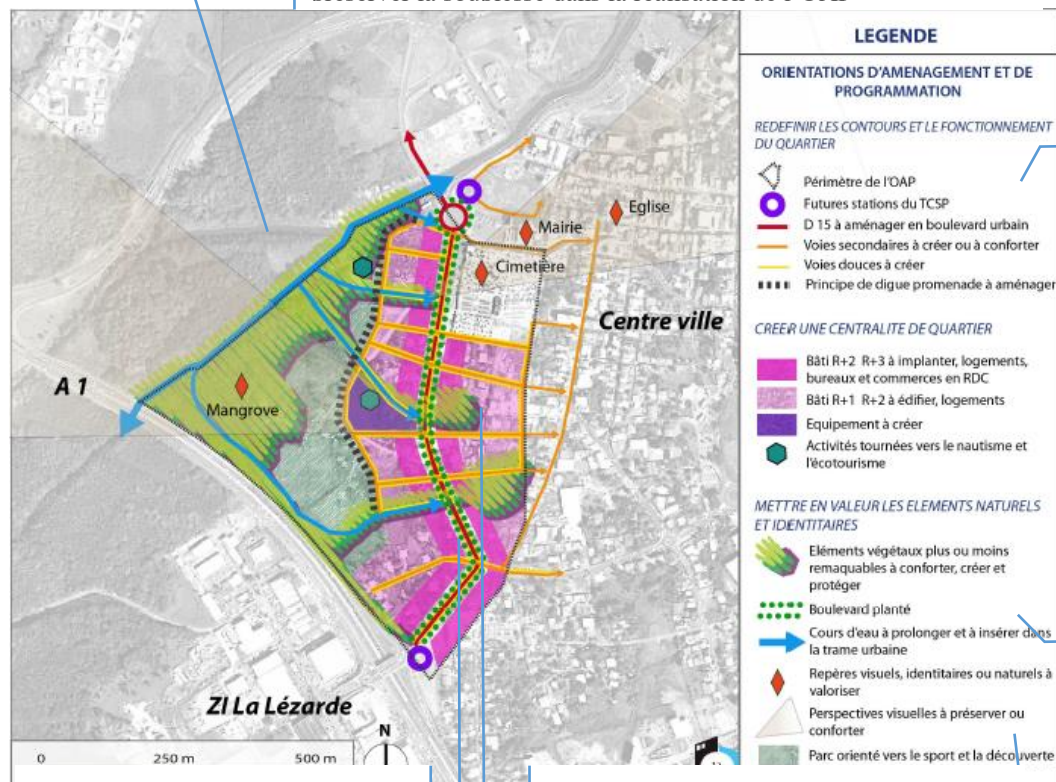 Eglise
Mairie
Cimetière
Centre ville
A 1
Mangrove
ZI La Lézarde
N
0 250 m 500 m
LEGENDE
ORIENTATIONS D'AMENAGEMENT ET DE
PROGRAMMATION
REDEFINIR LES CONTOURS ET LE FONCTIONNEMENT
DU QUARTIER
Périmètre de l'OAP
Futures stations du TCSP
D 15 à aménager en boulevard urbain
Voies secondaires à créer ou à conforter
Voies douces à créer
Principe de digue promenade à aménager
CREER UNE CENTRALITE DE QUARTIER
Bâti R+2 R+3 à implanter, logements,
bureaux et commerces en RDC
Bâti R+1 R+2 à édifier, logements
Equipement à créer
Activités tournées vers le nautisme et
l'écotourisme
METTRE EN VALEUR LES ELEMENTS NATURELS
ET IDENTITAIRES
Eléments végétaux plus ou moins
remaquables à conforter, créer et
protéger
Boulevard planté
Cours d'eau à prolonger et à insérer dans
la trame urbaine
Repères visuels, identitaires ou naturels à
valoriser
Perspectives visuelles à préserver ou
conforter
Parc orienté vers le sport et la découverte